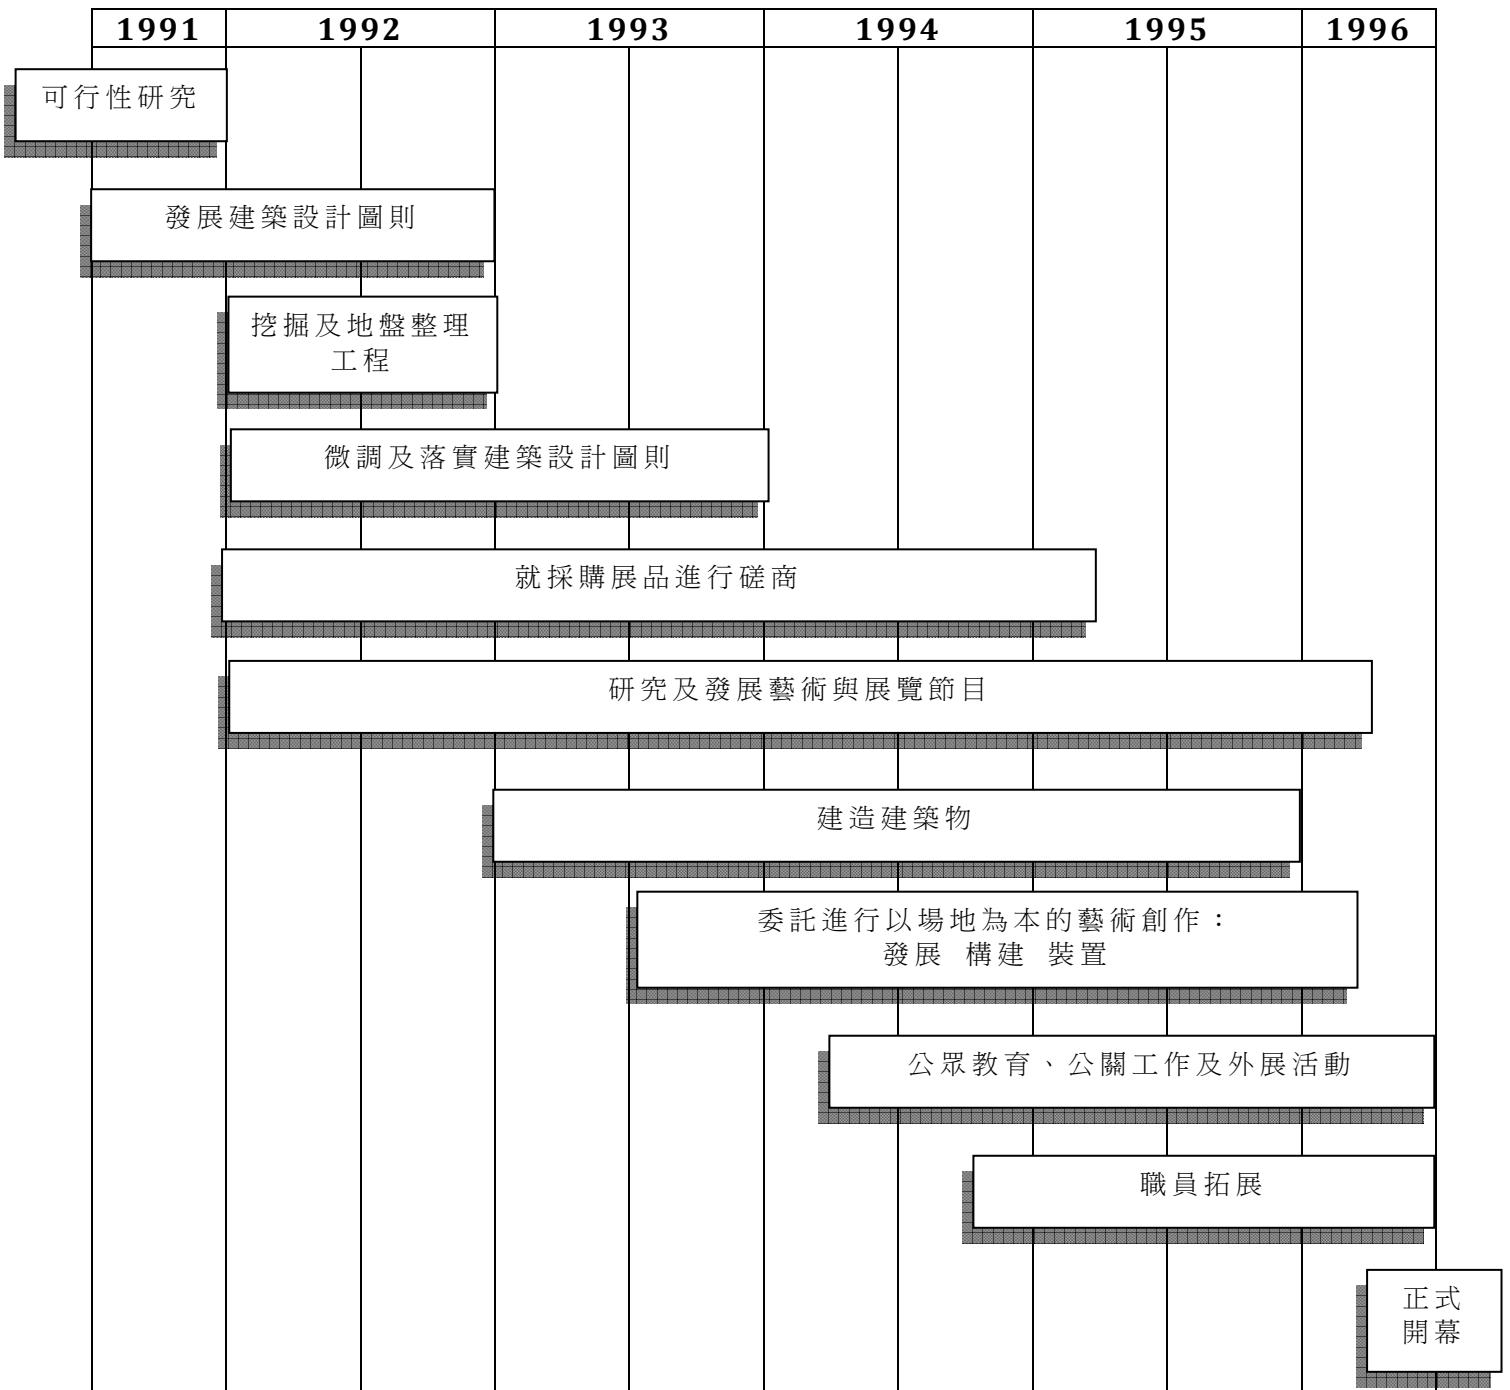 1991 1992 1993 1994 1995 1996
可行性研究
發展建築設計圖則
挖掘及地盤整理
工程
微調及落實建築設計圖則
就採購展品進行磋商
研究及發展藝術與展覽節目
建造建築物
委託進行以場地為本的藝術創作：
發展 構建 裝置
公眾教育、公關工作及外展活動
職員拓展
正式
開幕